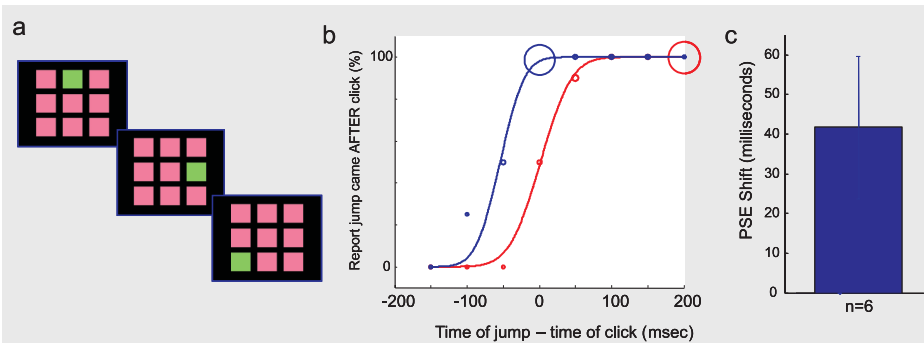 a
b
c
Report jump came AFTER click (%)
100
0
-200
-100
0
100
200
Time of jump – time of click (msec)
PSE Shift (milliseconds)
60
50
40
30
20
10
0
n=6